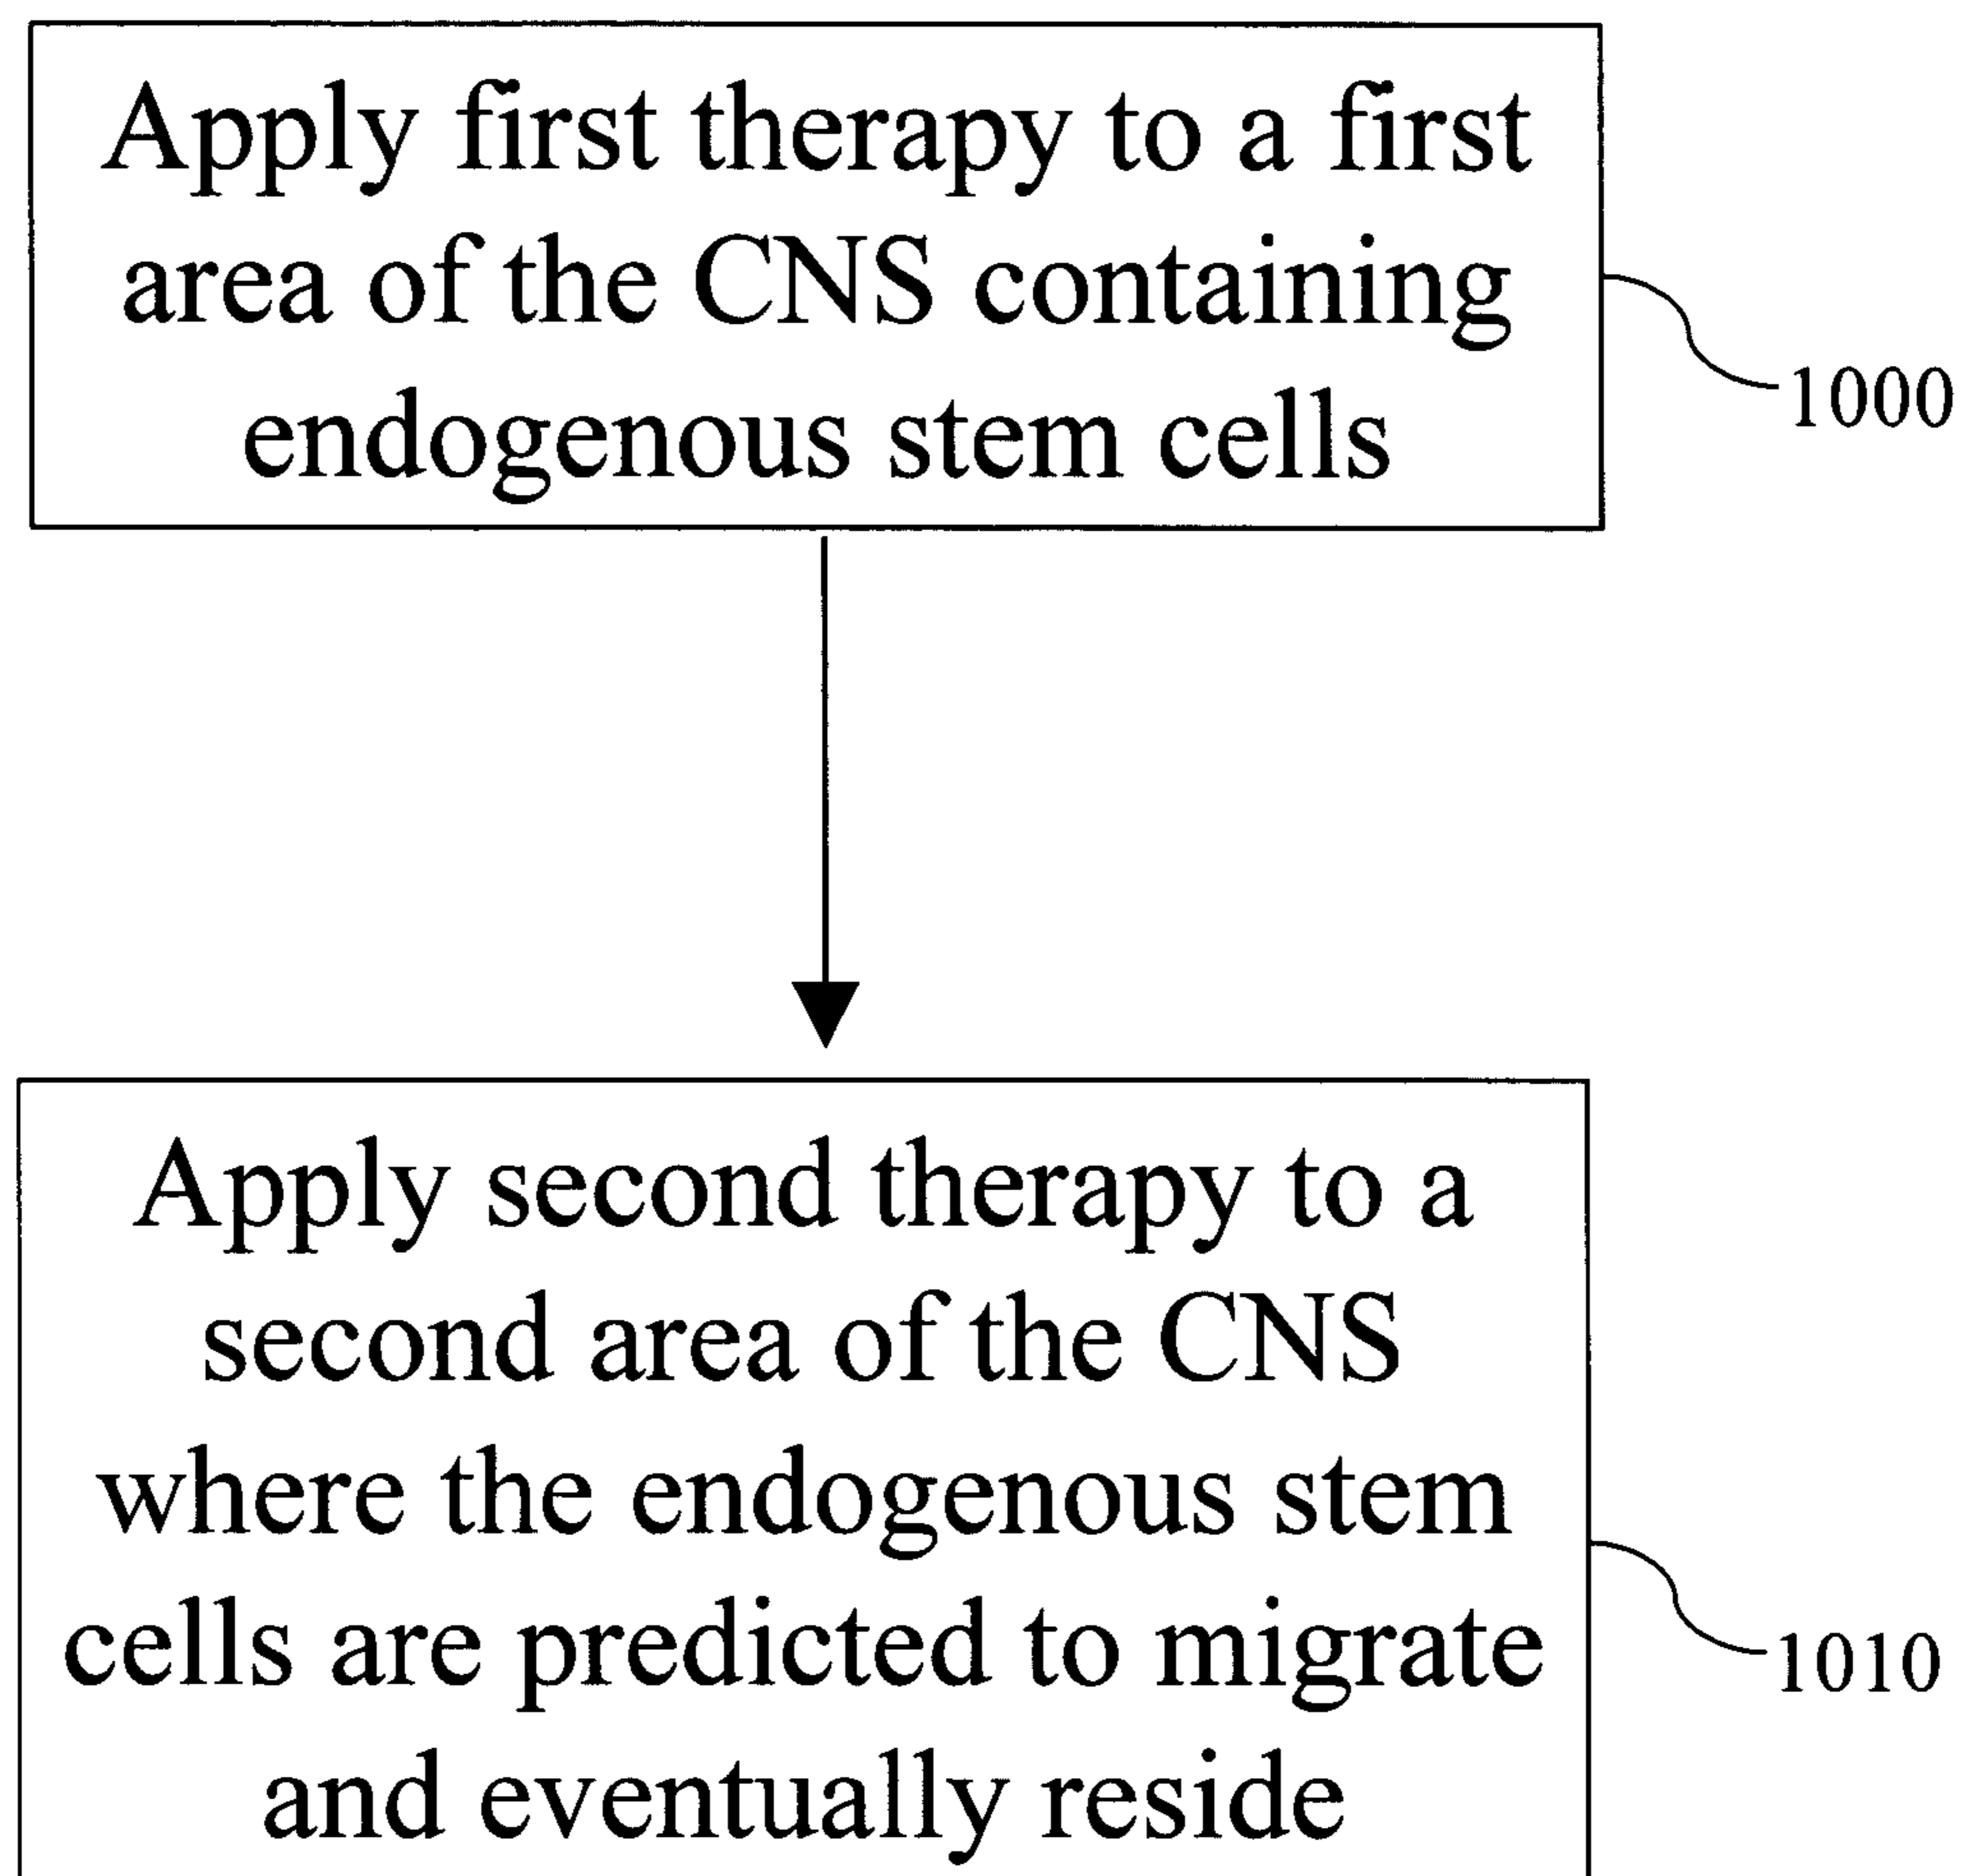 Apply first therapy to a first
area of the CNS containing
endogenous stem cells
1000
Apply second therapy to a
second area of the CNS
where the endogenous stem
cells are predicted to migrate
and eventually reside
1010